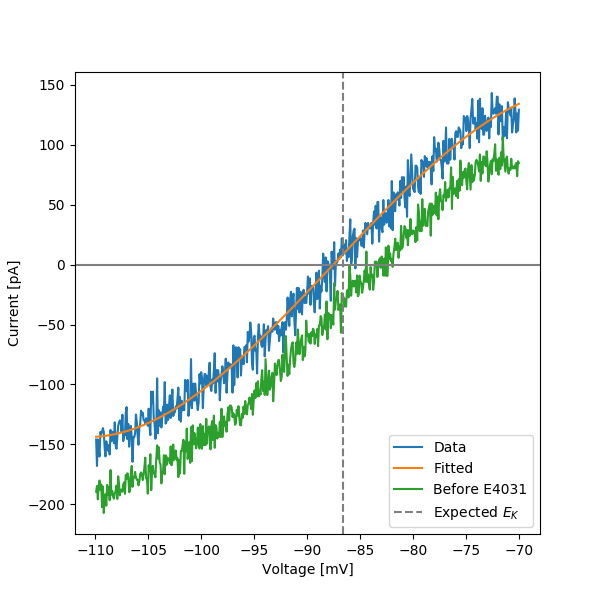 150
100
50
0
−50
−100
−150
−200
Current [pA]
−110 −105 −100 −95 −90 −85 −80 −75 −70
Voltage [mV]
Data
Fitted
Before E4031
Expected E_K